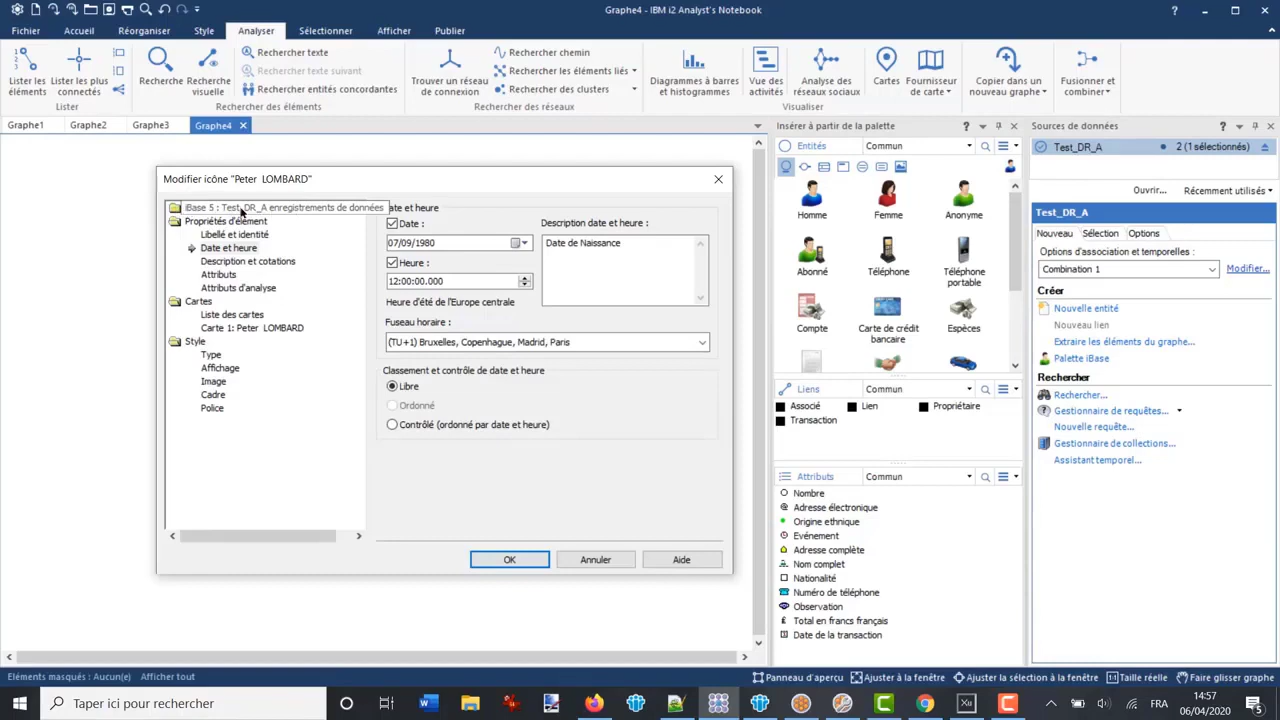 Graphe4 - IBM i2 Analyst's Notebook
Fichier
Accueil
Réorganiser
Style
Analyser
Sélectionner
Afficher
Publier
Lister les éléments
Lister les plus connectés
Lister
Recherche
Recherche visuelle
Rechercher texte
Rechercher texte suivant
Rechercher entités concordantes
Rechercher des éléments
Trouver un réseau de connexion
Rechercher chemin
Rechercher les éléments liés
Rechercher des clusters
Rechercher des réseaux
Diagrammes à barres et histogrammes
Vue des activités
Analyse des réseaux sociaux
Cartes
Fournisseur de carte
Visualiser
Copier dans un nouveau graphe
Fusionner et combiner
Graphe1
Graphe2
Graphe3
Graphe4
Modifier icône "Peter LOMBARD"
iBase 5 : Test_DR_A enregistrements de données
Propriétés d'élément
Libellé et identité
Date et heure
Description et cotations
Attributs
Attributs d'analyse
Cartes
Liste des cartes
Carte 1: Peter LOMBARD
Style
Type
Affichage
Image
Cadre
Police
ate et heure
Date :
07/09/1980
Heure :
12:00:00.000
Heure d'été de l'Europe centrale
Description date et heure :
Date de Naissance
Fuseau horaire :
(TU+1) Bruxelles, Copenhague, Madrid, Paris
Classement et contrôle de date et heure
Libre
Ordonné
Contrôlé (ordonné par date et heure)
OK
Annuler
Aide
Insérer à partir de la palette
Entités
Commun
Homme
Femme
Anonyme
Abonné
Téléphone
Téléphone portable
Compte
Carte de crédit bancaire
Espèces
Liens
Commun
Associé
Lien
Propriétaire
Transaction
Attributs
Commun
Nombre
Adresse électronique
Origine ethnique
Evénement
Adresse complète
Nom complet
Nationalité
Numéro de téléphone
Observation
Total en francs français
Date de la transaction
Sources de données
Test_DR_A
2 (1 sélectionnés)
Ouvrir...
Récemment utilisés
Test_DR_A
Nouveau
Sélection
Options
Options d'association et temporelles :
Combination 1
Modifier...
Créer
Nouvelle entité
Nouveau lien
Extraire les éléments du graphe...
Palette iBase
Rechercher
Rechercher...
Gestionnaire de requêtes...
Nouvelle requête...
Gestionnaire de collections...
Assistant temporel...
Eléments masqués : Aucun(e)
Afficher tout
Panneau d'aperçu
Ajuster à la fenêtre
Ajuster la sélection à la fenêtre
Taille réelle
Faire glisser graphe
Taper ici pour rechercher
FRA
14:57
06/04/2020
5